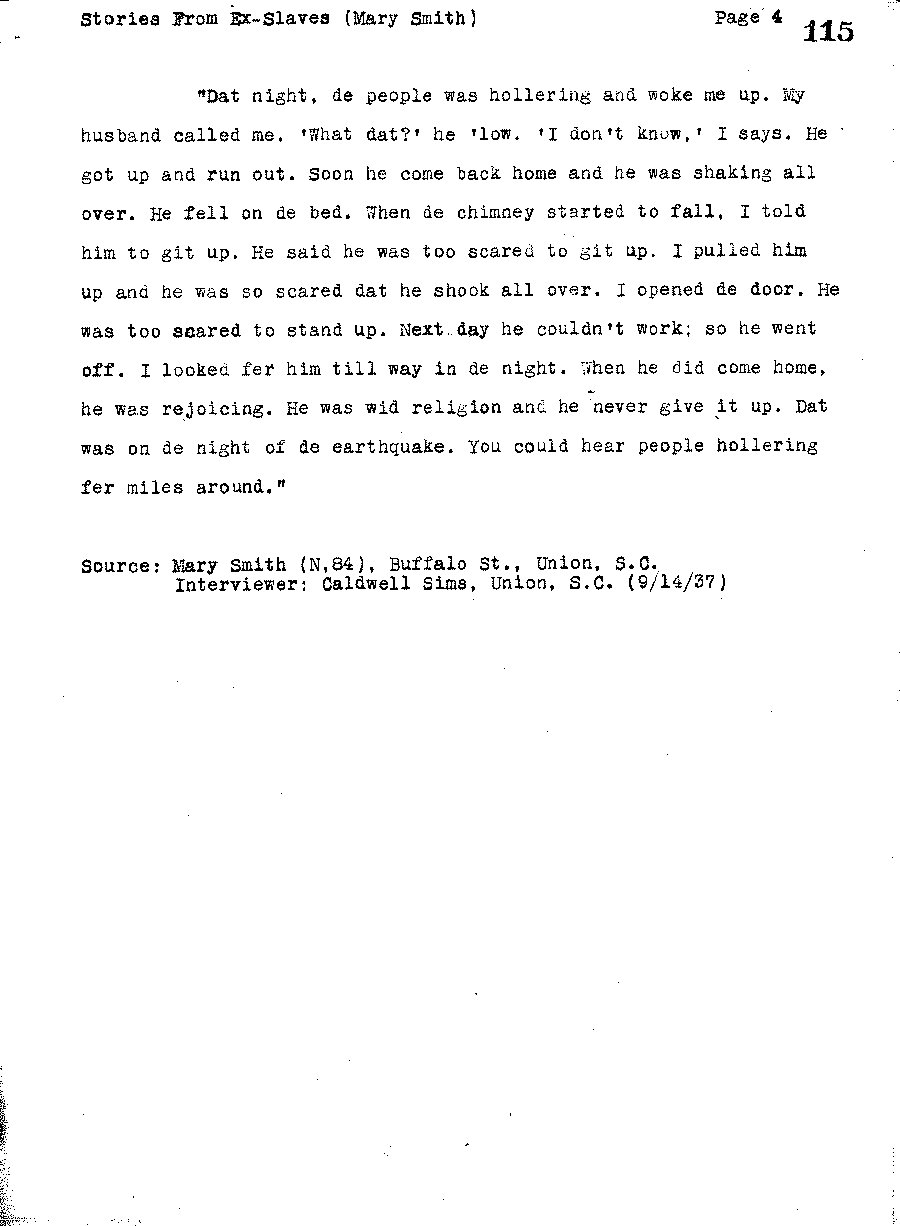 Stories From Ex-Slaves (Mary Smith) Page 4
115
"Dat night, de people was hollering and woke me up. My
husband called me. 'What dat?' he 'low. 'I don't know,' I says. He
got up and run out. Soon he come back home and he was shaking all
over. He fell on de bed. When de chimney started to fall, I told
him to git up. He said he was too scared to git up. I pulled him
up and he was so scared dat he shook all over. I opened de door. He
was too scared to stand up. Next day he couldn't work; so he went
off. I looked fer him till way in de night. When he did come home,
he was rejoicing. He was wid religion and he never give it up. Dat
was on de night of de earthquake. You could hear people hollering
fer miles around."
Source: Mary Smith (N,84), Buffalo St., Union, S.C.
Interviewer: Caldwell Sims, Union, S.C. (9/14/37)